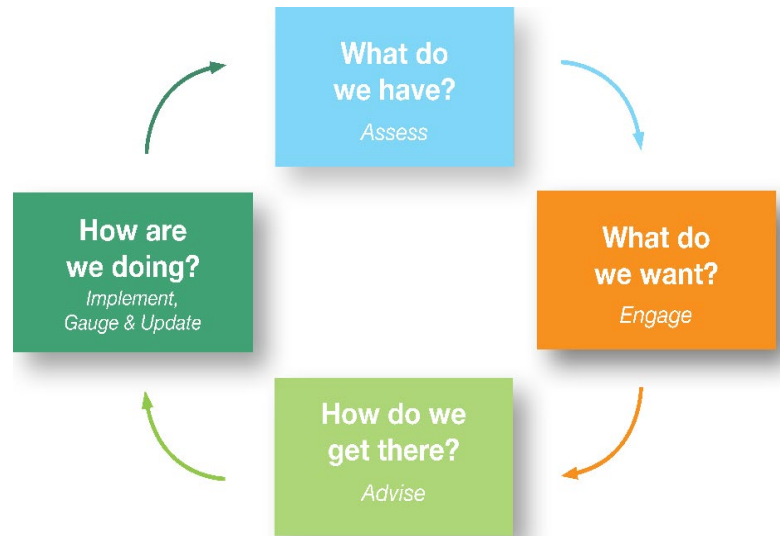 What do
we have?
Assess
What do
we want?
Engage
How do we
get there?
Advise
How are
we doing?
Implement,
Gauge & Update